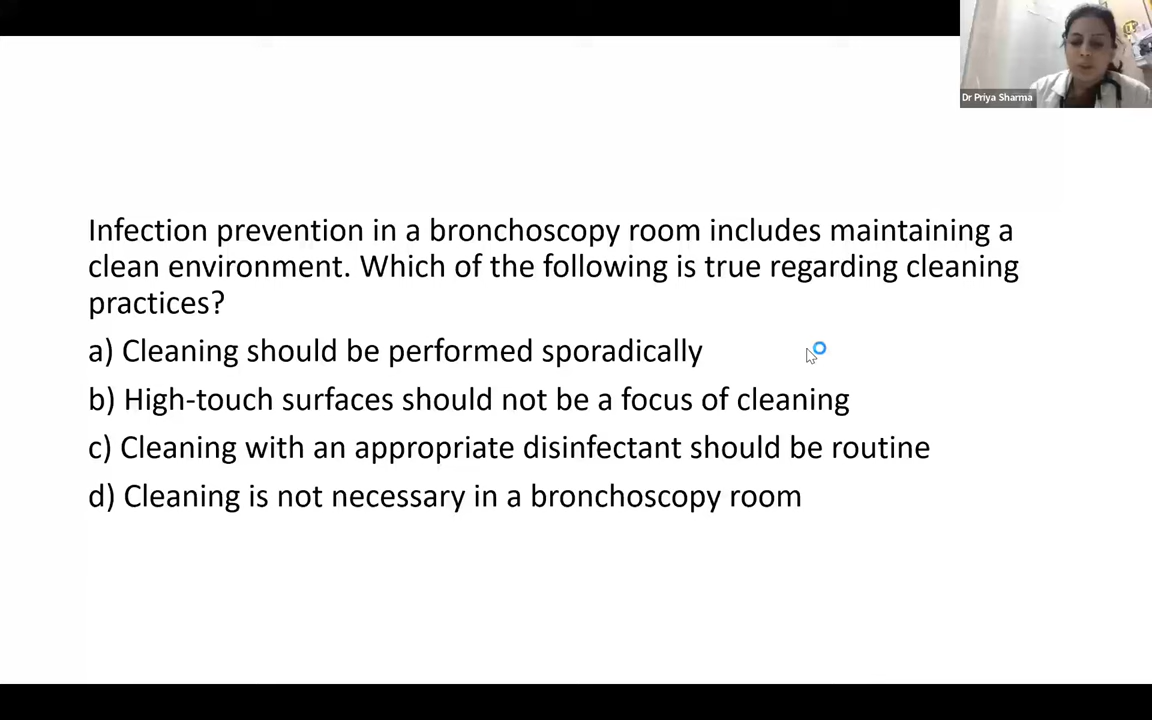 Dr Priya Sharma
Infection prevention in a bronchoscopy room includes maintaining a
clean environment. Which of the following is true regarding cleaning
practices?
a) Cleaning should be performed sporadically
b) High-touch surfaces should not be a focus of cleaning
c) Cleaning with an appropriate disinfectant should be routine
d) Cleaning is not necessary in a bronchoscopy room